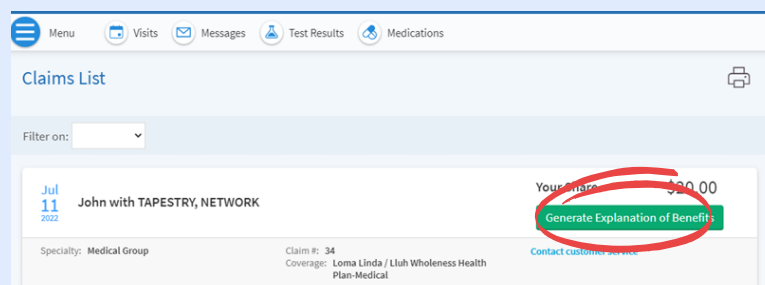 Menu Visits Messages Test Results Medications
Claims List
Filter on:
Jul
11
2022
John with TAPESTRY, NETWORK
Your Share $20.00
Generate Explanation of Benefits
Specialty: Medical Group
Claim #: 34
Coverage: Loma Linda / Lluh Wholeness Health
Plan-Medical
Contact customer service